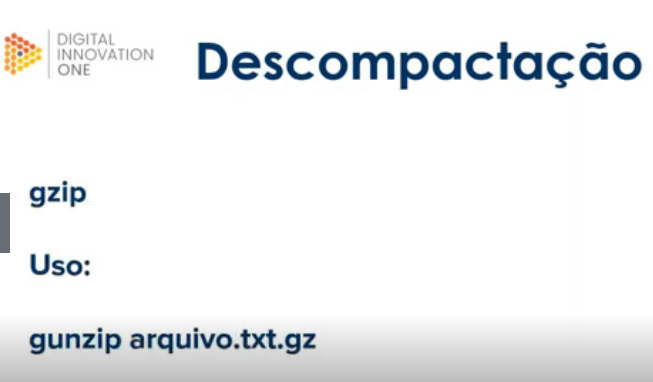 DIGITAL
INNOVATION
ONE
Descompactação
gzip
Uso:
gunzip arquivo.txt.gz